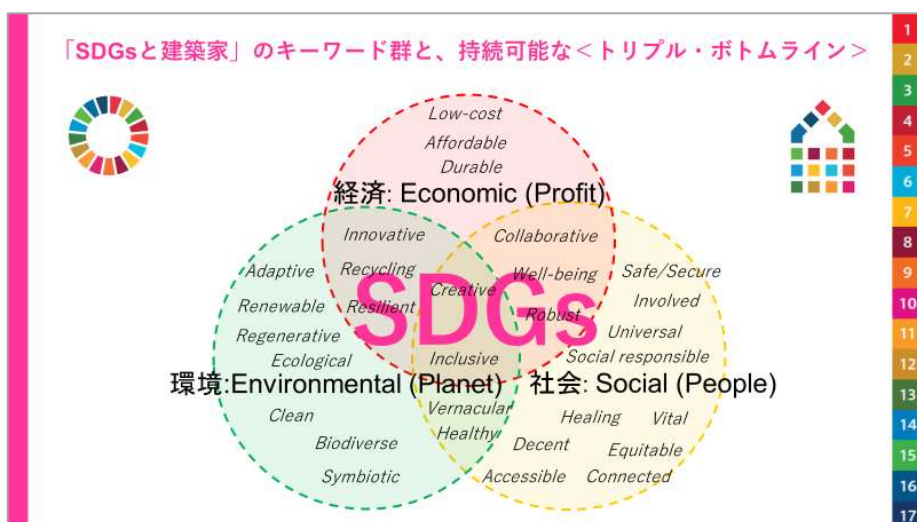 「SDGsと建築家」のキーワード群と、持続可能な<トリプル・ボトムライン>
Low-cost
Affordable
Durable
経済: Economic (Profit)
Innovative
Collaborative
Adaptive
Recycling
Well-being
Safe/Secure
Creative
Renewable
Resilient
SDGs
Robust
Involved
Regenerative
Universal
Ecological
Inclusive
Social responsible
環境:Environmental (Planet)
社会: Social (People)
Clean
Vernacular
Healing
Vital
Healthy
Biodiverse
Decent
Equitable
Symbiotic
Accessible
Connected
1
2
3
4
5
6
7
8
9
10
11
12
13
14
15
16
17